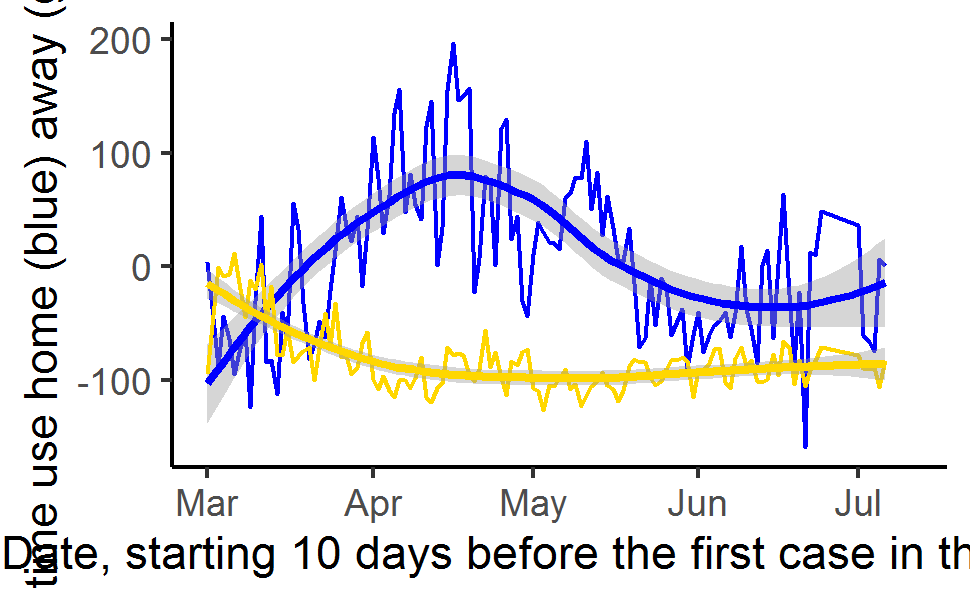 time use home (blue) away (
200
100
0
-100
Mar Apr May Jun Jul
Date, starting 10 days before the first case in th